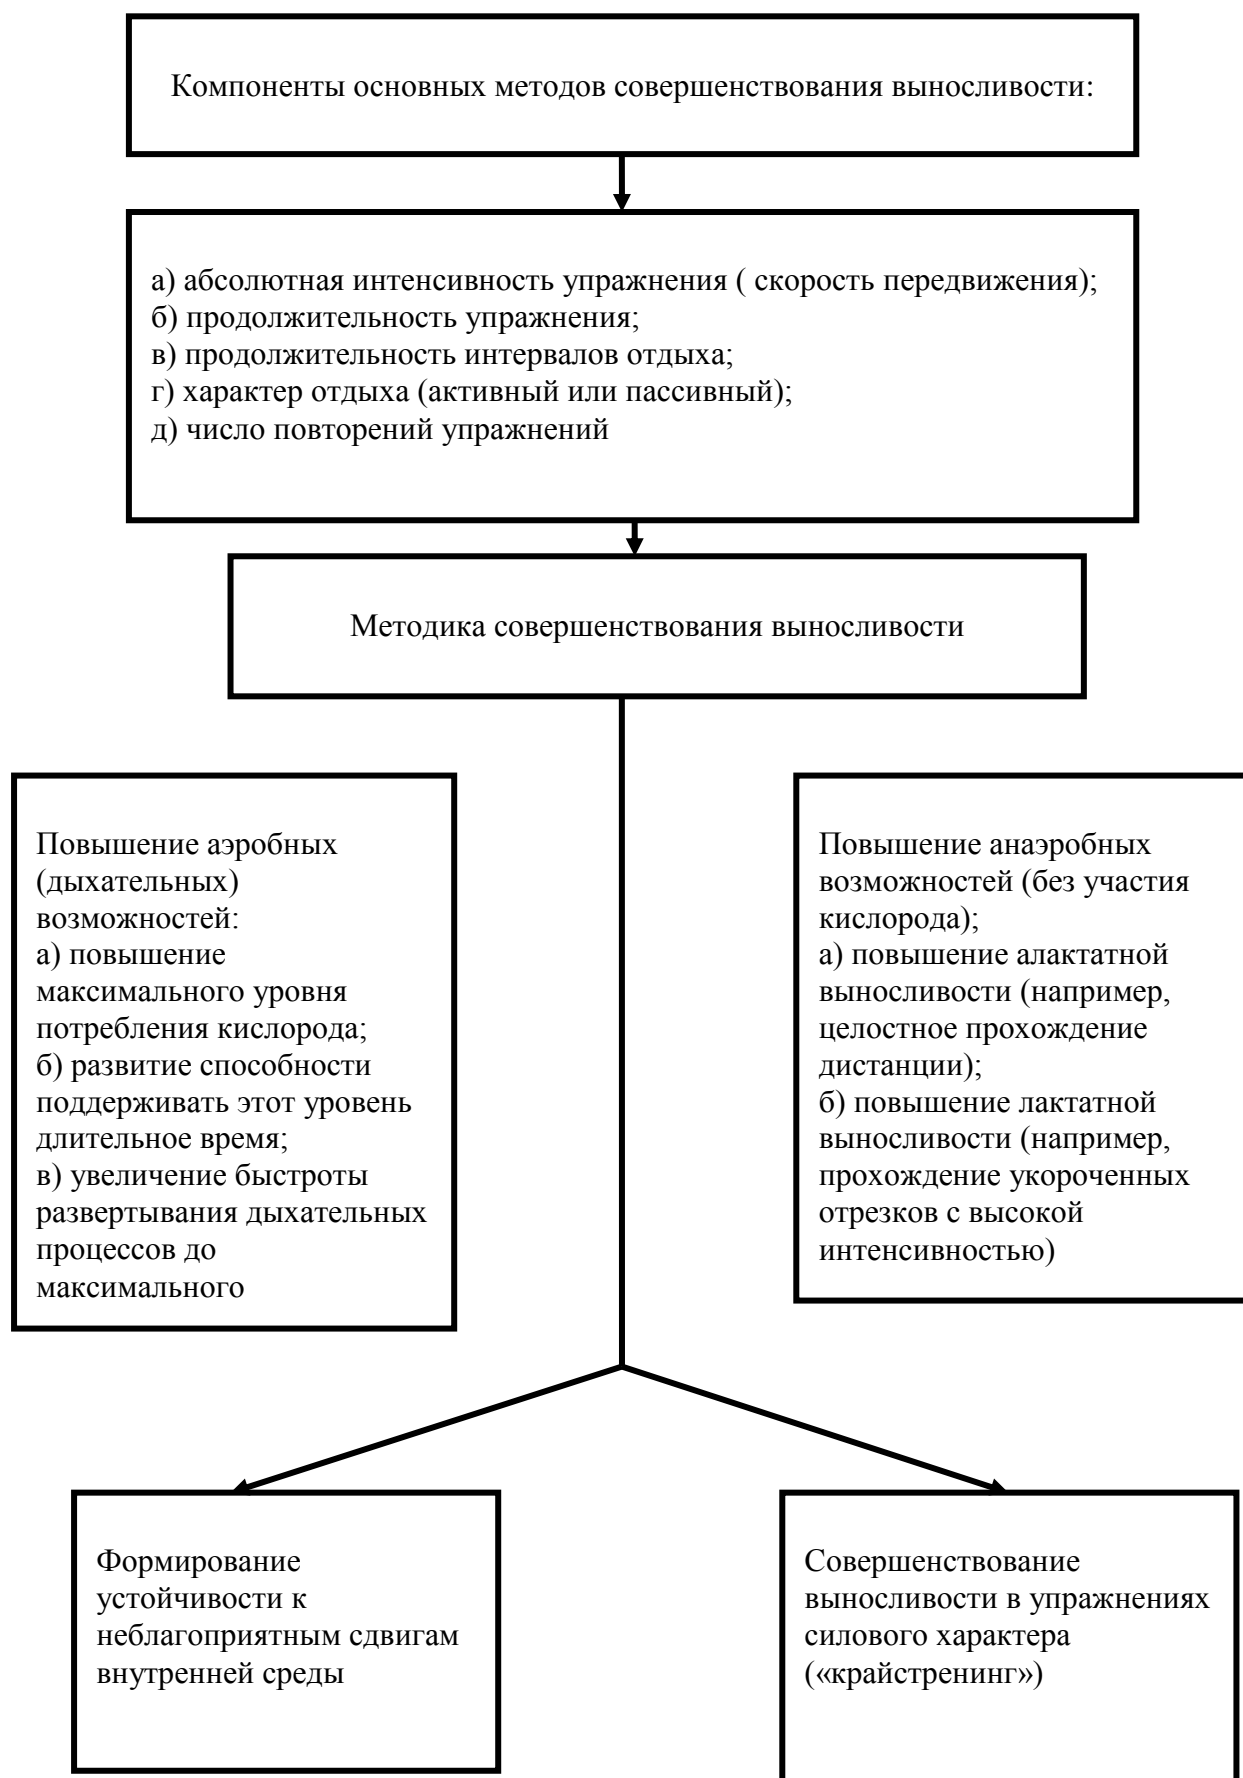 Компоненты основных методов совершенствования выносливости:
а) абсолютная интенсивность упражнения ( скорость передвижения);
б) продолжительность упражнения;
в) продолжительность интервалов отдыха;
г) характер отдыха (активный или пассивный);
д) число повторений упражнений
Методика совершенствования выносливости
Повышение аэробных
(дыхательных)
возможностей:
а) повышение
максимального уровня
потребления кислорода;
б) развитие способности
поддерживать этот уровень
длительное время;
в) увеличение быстроты
развертывания дыхательных
процессов до
максимального
Повышение анаэробных
возможностей (без участия
кислорода);
а) повышение алактатной
выносливости (например,
целостное прохождение
дистанции);
б) повышение лактатной
выносливости (например,
прохождение укороченных
отрезков с высокой
интенсивностью)
Формирование
устойчивости к
неблагоприятным сдвигам
внутренней среды
Совершенствование
выносливости в упражнениях
силового характера
(«крайстренинг»)